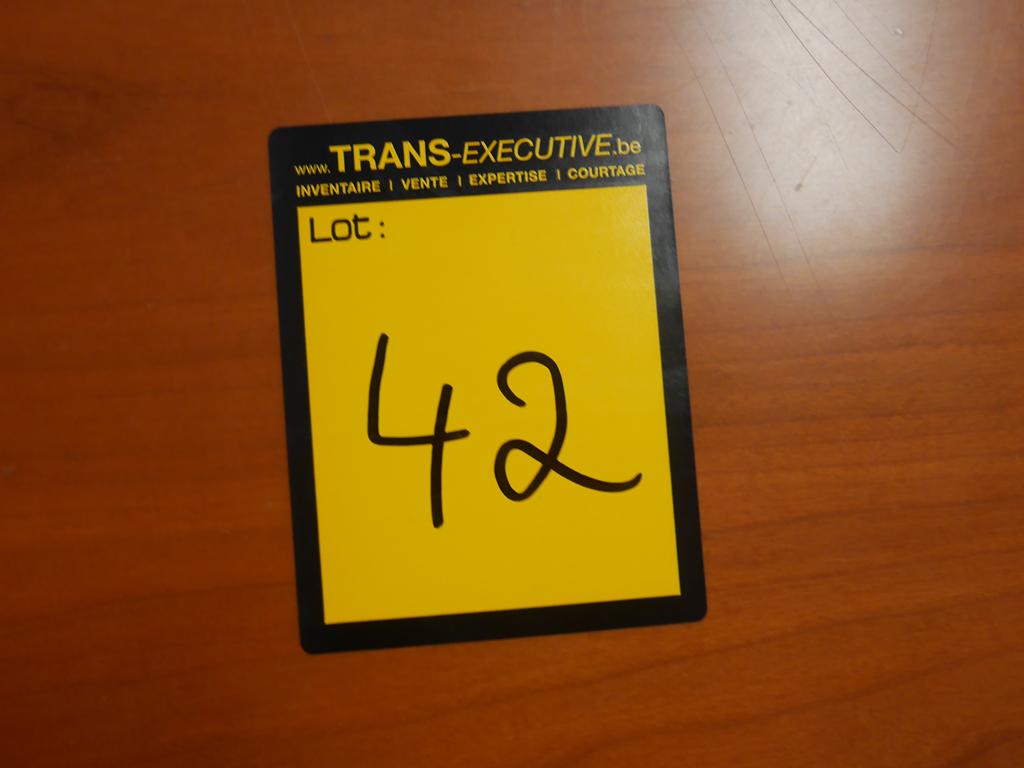 www.TRANS-EXECUTIVE.be
INVENTAIRE | VENTE | EXPERTISE | COURTAGE
Lot:
42